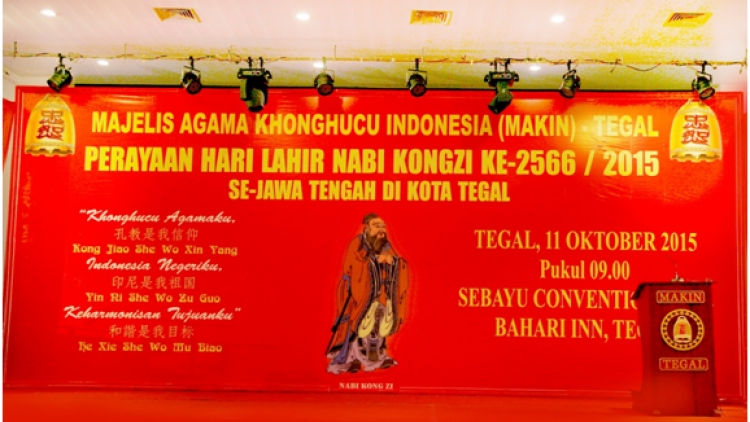 MAJELIS AGAMA KHONGHUCU INDONESIA (MAKIN) - TEGAL
PERAYAAN HARI LAHIR NABI KONGZI KE-2566 / 2015
SE-JAWA TENGAH DI KOTA TEGAL
"Khonghucu Agamaku,
孔教是我信仰
Kong Jiao She Wo Xin Yang
Indonesia Negeriku,
印尼是我祖国
Yin Ni She Wo Zu Guo
Keharmonisan Tujuanku"
和諧是我目标
He Xie She Wo Mu Biao
NABI KONG ZI
TEGAL, 11 OKTOBER 2015
Pukul 09.00
SEBAYU CONVENTI
BAHARI INN, TE
MAKIN
TEGAL